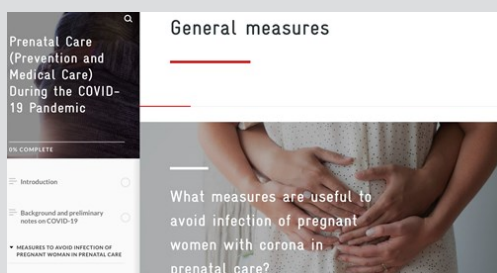 Prenatal Care
(Prevention and
Medical Care)
During the COVID-
19 Pandemic
0% COMPLETE
Introduction
Background and preliminary
notes on COVID-19
MEASURES TO AVOID INFECTION OF
PREGNANT WOMAN IN PRENATAL CARE
General measures
What measures are useful to
avoid infection of pregnant
women with corona in
prenatal care?